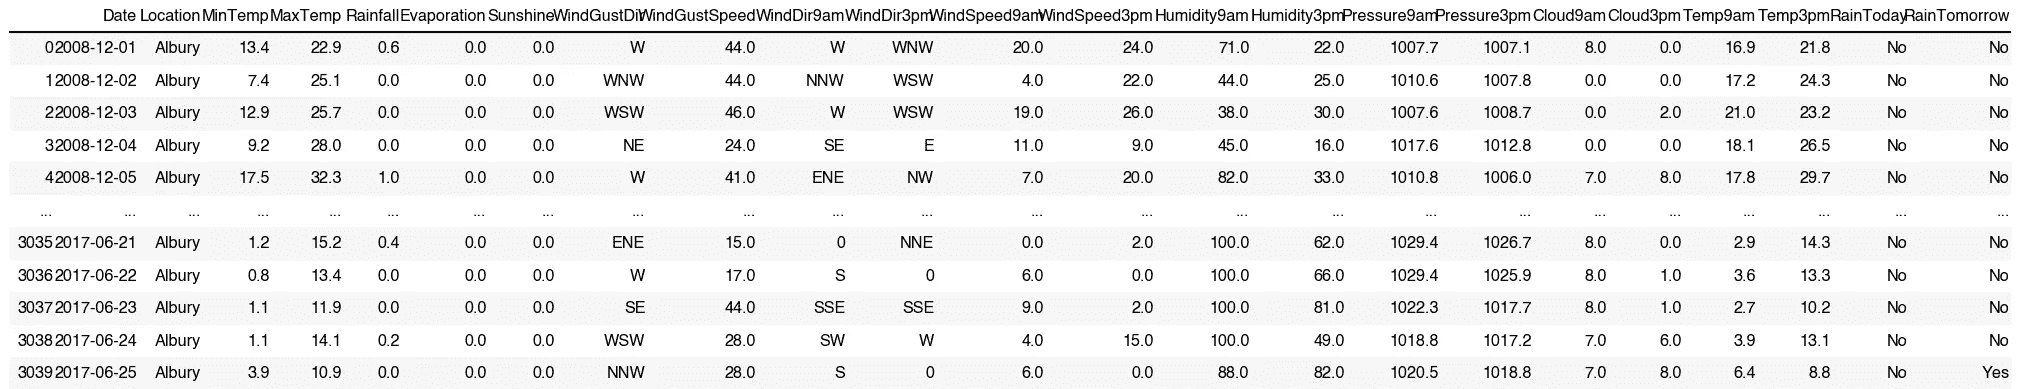 Date Location MinTemp MaxTemp Rainfall Evaporation Sunshine WindGustDir WindGustSpeed WindDir9am WindDir3pm WindSpeed9am WindSpeed3pm Humidity9am Humidity3pm Pressure9am Pressure3pm Cloud9am Cloud3pm Temp9am Temp3pm RainToday RainTomorrow
0 2008-12-01 Albury 13.4 22.9 0.6 0.0 0.0 W 44.0 W WNW 20.0 24.0 71.0 22.0 1007.7 1007.1 8.0 0.0 16.9 21.8 No No
1 2008-12-02 Albury 7.4 25.1 0.0 0.0 0.0 WNW 44.0 NNW WSW 4.0 22.0 44.0 25.0 1010.6 1007.8 0.0 0.0 17.2 24.3 No No
2 2008-12-03 Albury 12.9 25.7 0.0 0.0 0.0 WSW 46.0 W WSW 19.0 26.0 38.0 30.0 1007.6 1008.7 0.0 2.0 21.0 23.2 No No
3 2008-12-04 Albury 9.2 28.0 0.0 0.0 0.0 NE 24.0 SE E 11.0 9.0 45.0 16.0 1017.6 1012.8 0.0 0.0 18.1 26.5 No No
4 2008-12-05 Albury 17.5 32.3 1.0 0.0 0.0 W 41.0 ENE NW 7.0 20.0 82.0 33.0 1010.8 1006.0 7.0 8.0 17.8 29.7 No No
... ... ... ... ... ... ... ... ... ... ... ... ... ... ... ... ... ... ... ... ... ... ... ...
3035 2017-06-21 Albury 1.2 15.2 0.4 0.0 0.0 ENE 15.0 0 NNE 0.0 2.0 100.0 62.0 1029.4 1026.7 8.0 0.0 2.9 14.3 No No
3036 2017-06-22 Albury 0.8 13.4 0.0 0.0 0.0 W 17.0 S 0 6.0 0.0 100.0 66.0 1029.4 1025.9 8.0 1.0 3.6 13.3 No No
3037 2017-06-23 Albury 1.1 11.9 0.0 0.0 0.0 SE 44.0 SSE SSE 9.0 2.0 100.0 81.0 1022.3 1017.7 8.0 1.0 2.7 10.2 No No
3038 2017-06-24 Albury 1.1 14.1 0.2 0.0 0.0 WSW 28.0 SW W 4.0 15.0 100.0 49.0 1018.8 1017.2 7.0 6.0 3.9 13.1 No No
3039 2017-06-25 Albury 3.9 10.9 0.0 0.0 0.0 NNW 28.0 S 0 6.0 0.0 88.0 82.0 1020.5 1018.8 7.0 8.0 6.4 8.8 No Yes